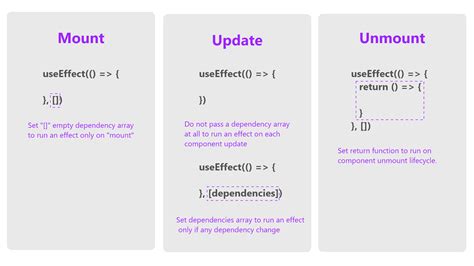 Mount
useEffect(() => {
}, [])
Set "[]" empty dependency array
to run an effect only on "mount"
Update
useEffect(() => {
})
Do not pass a dependency array
at all to run an effect on each
component update
useEffect(() => {
}, [dependencies])
Set dependencies array to run an effect
only if any dependency change
Unmount
useEffect(() => {
return () => {
}
}, [])
Set return function to run on
component unmount lifecycle.